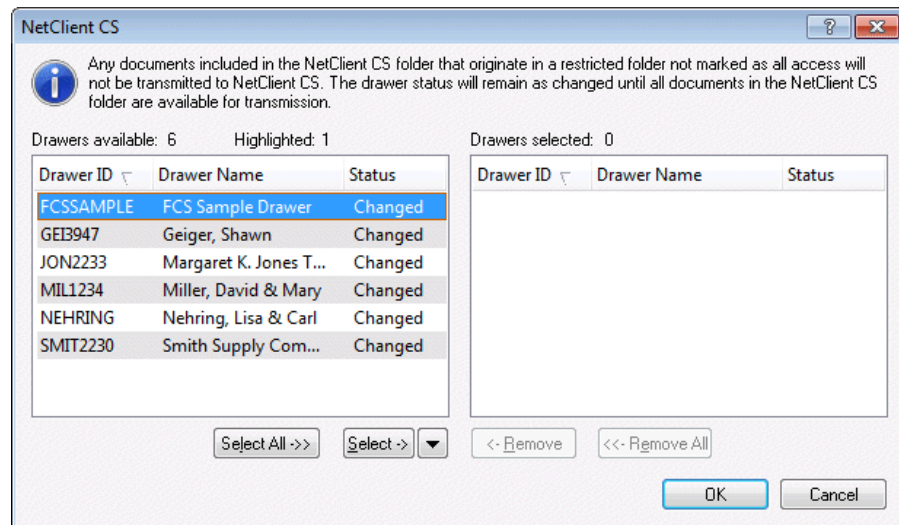 NetClient CS
Any documents included in the NetClient CS folder that originate in a restricted folder not marked as all access will
not be transmitted to NetClient CS. The drawer status will remain as changed until all documents in the NetClient CS
folder are available for transmission.
Drawers available: 6 Highlighted: 1 Drawers selected: 0
Drawer ID Drawer Name Status Drawer ID Drawer Name Status
FCSSAMPLE FCS Sample Drawer Changed
GEI3947 Geiger, Shawn Changed
JON2233 Margaret K. Jones T... Changed
MIL1234 Miller, David & Mary Changed
NEHRING Nehring, Lisa & Carl Changed
SMIT2230 Smith Supply Com... Changed
Select All ->> Select -> <- Remove <<- Remove All
OK Cancel